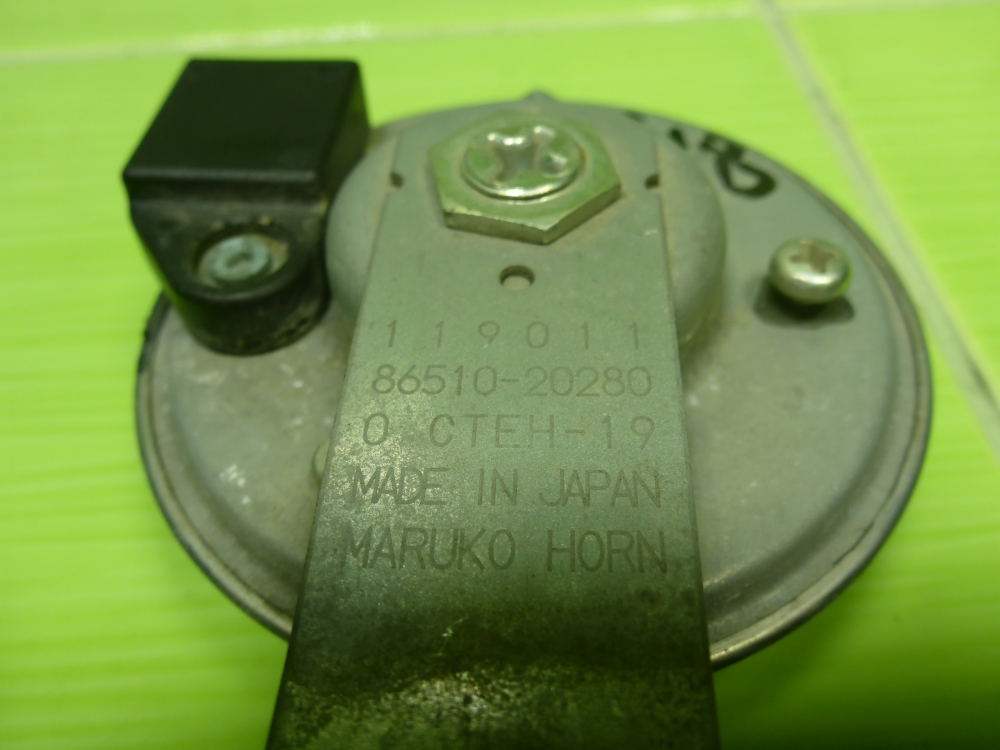 119011
86510-20280
0 CTEH-19
MADE IN JAPAN
MARUKO HORN